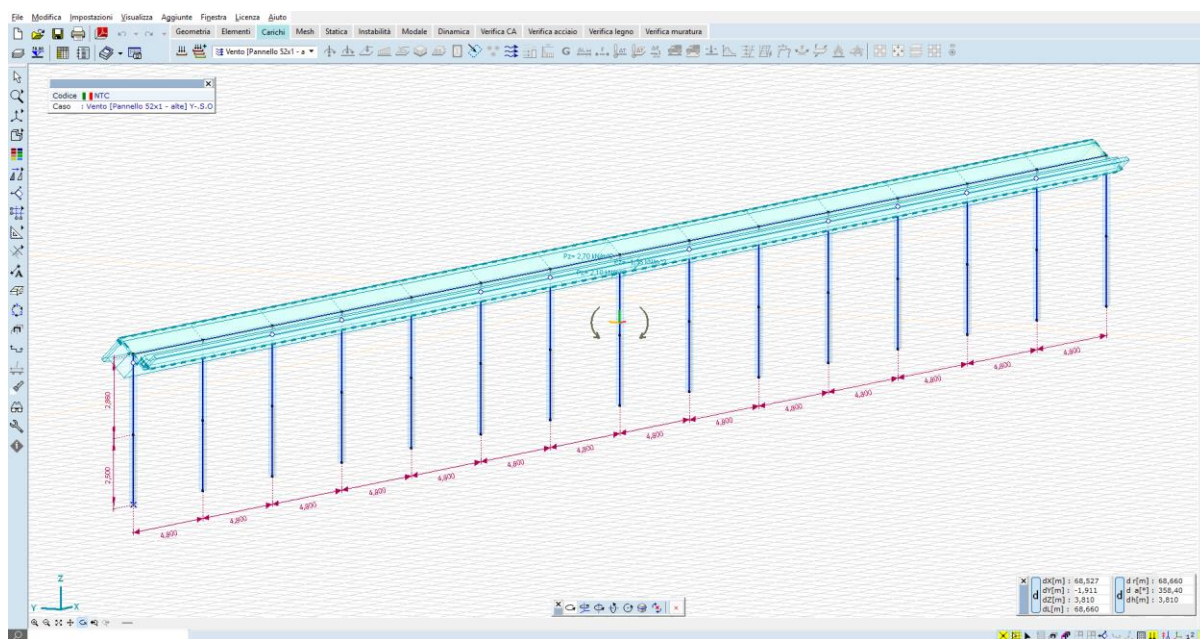 File Modifica Impostazioni Visualizza Aggiunte Finestra Licenza Aiuto
Geometria Elementi Carichi Mesh Statica Instabilità Modale Dinamica Verifica CA Verifica acciaio Verifica legno Verifica muratura
Vento [Pannello 52x1 - a
Codice NTC
Caso : Vento [Pannello 52x1 - alte] Y-.S.O
2,860
2,500
4,800
4,800
4,800
4,800
4,800
4,800
4,800
4,800
4,800
4,800
4,800
4,800
4,800
4,800
Z
Y X
dX[m] : 68,527
dY[m] : -1,911
dZ[m] : 3,810
dL[m] : 68,660
d
d r[m] : 68,660
d a[°] : 358,40
dh[m] : 3,810
d